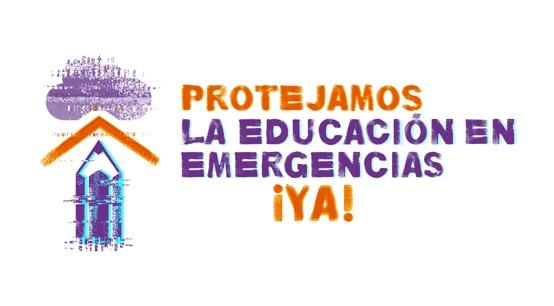 PROTEJAMOS
LA EDUCACIÓN EN
EMERGENCIAS
¡YA!